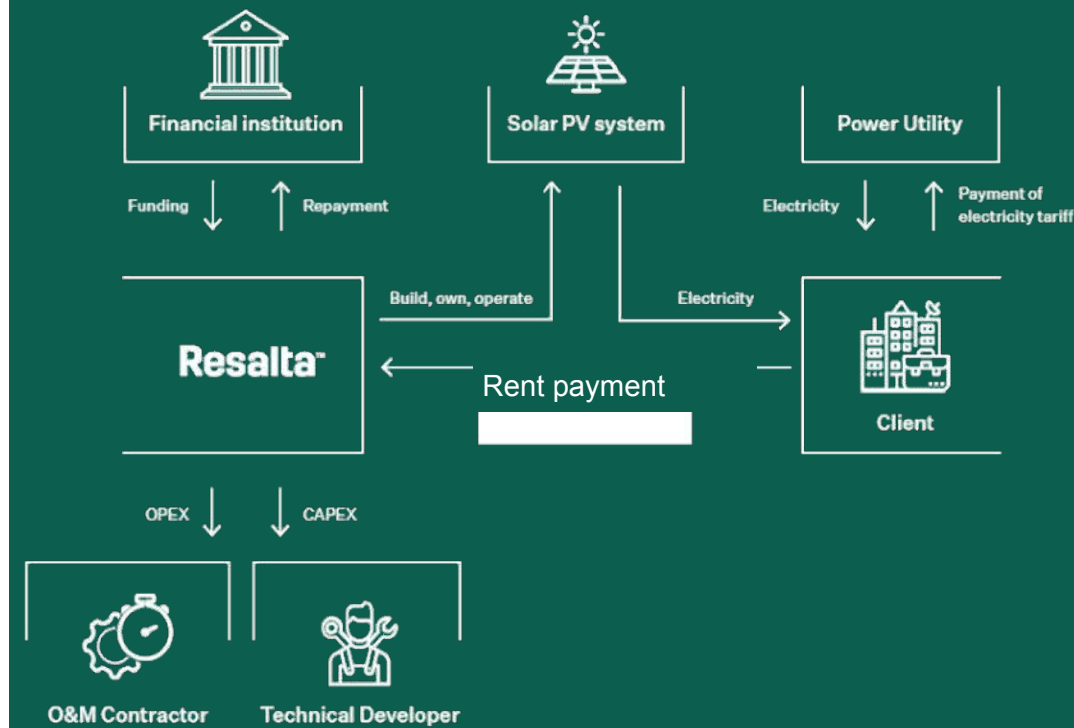 Financial institution
Solar PV system
Power Utility
Funding
Repayment
Electricity
Payment of
electricity tariff
Build, own, operate
Electricity
Resalta™
Rent payment
Client
OPEX
CAPEX
O&M Contractor
Technical Developer